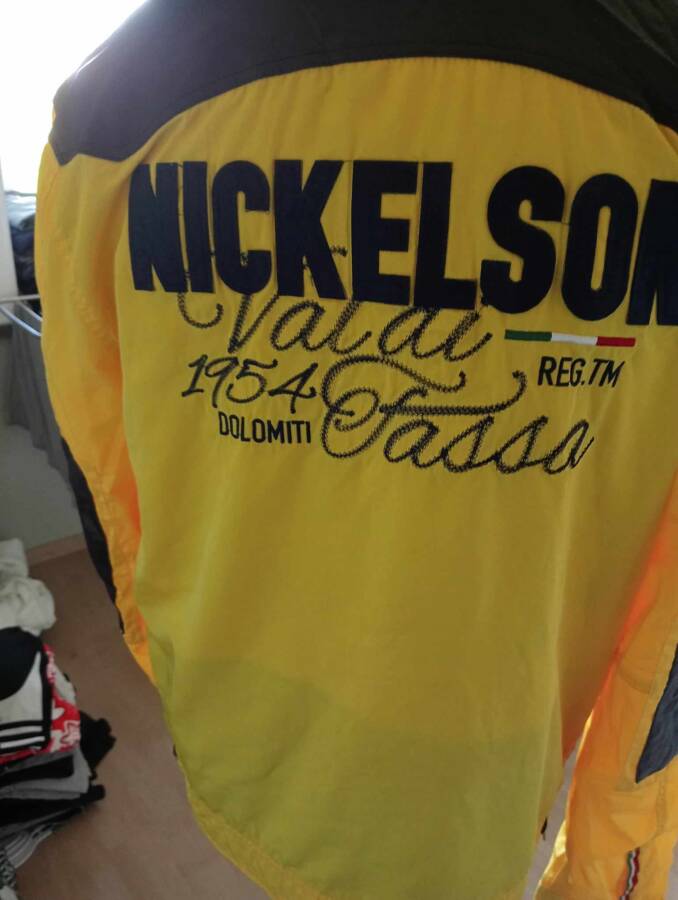 NICKELSON
Val di
1954
REG.TM
DOLOMITI
Fassa